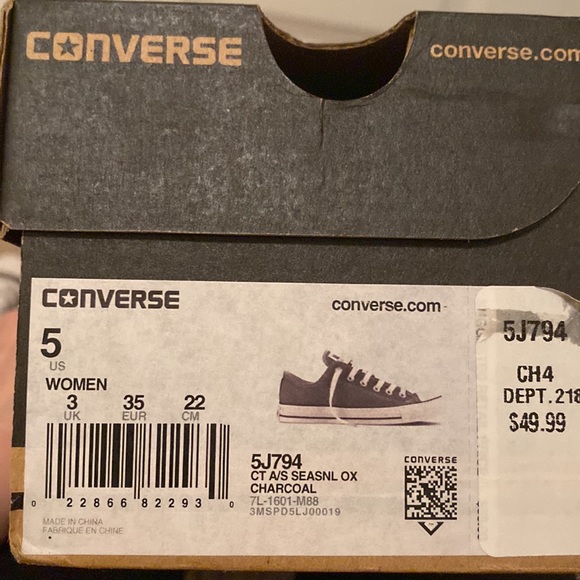 CONVERSE
converse.com
CONVERSE
converse.com
5
US
WOMEN
3 35 22
UK EUR CM
0 22866 82293 0
MADE IN CHINA
FABRIQUE EN CHINE
5J794
CT A/S SEASNL OX
CHARCOAL
7L-1601-M88
3MSPD5LJ00019
CONVERSE
5J794
CH4
DEPT.218
$49.99